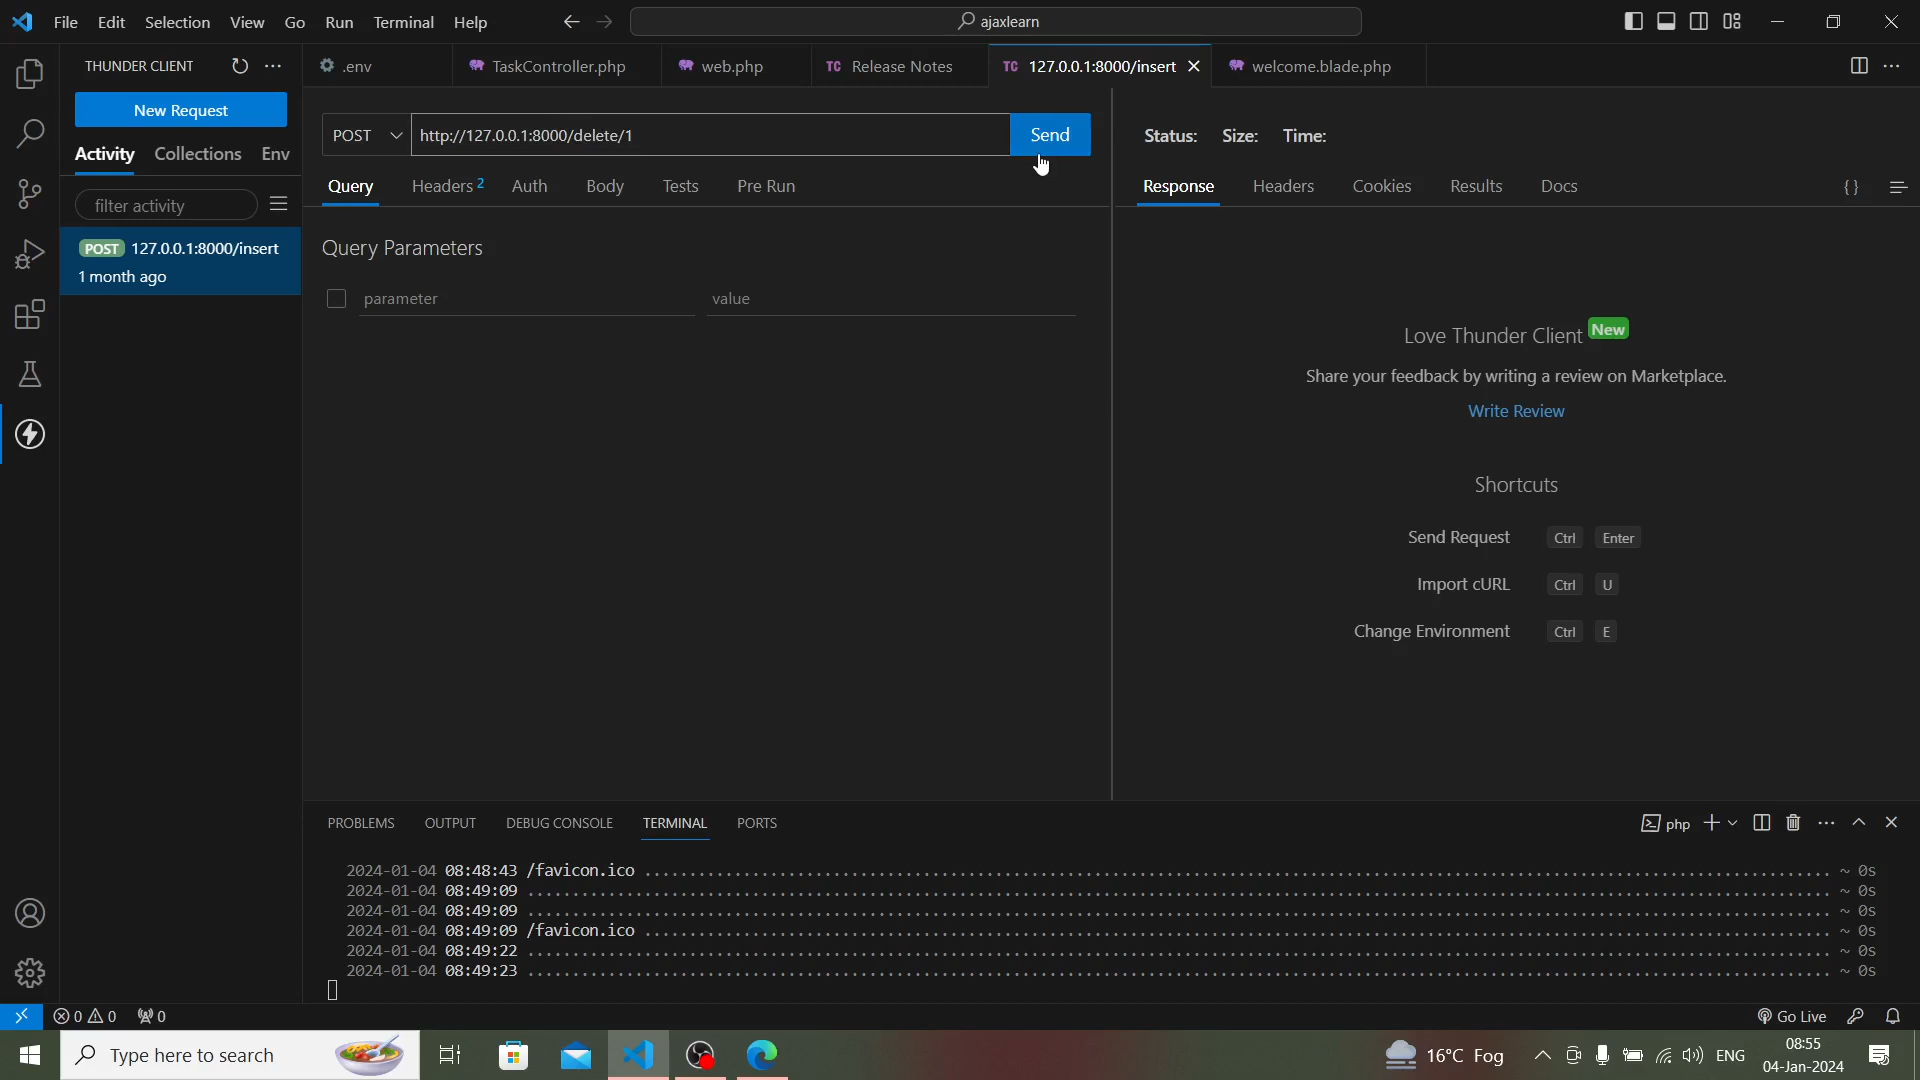 File Edit Selection View Go Run Terminal Help
ajaxlearn
THUNDER CLIENT
New Request
Activity Collections Env
filter activity
POST 127.0.0.1:8000/insert
1 month ago
.env
TaskController.php
web.php
TC Release Notes
TC 127.0.0.1:8000/insert
welcome.blade.php
POST http://127.0.0.1:8000/delete/1 Send
Query Headers 2 Auth Body Tests Pre Run
Query Parameters
parameter value
Status: Size: Time:
Response Headers Cookies Results Docs
{ }
Love Thunder Client New
Share your feedback by writing a review on Marketplace.
Write Review
Shortcuts
Send Request Ctrl Enter
Import cURL Ctrl U
Change Environment Ctrl E
PROBLEMS OUTPUT DEBUG CONSOLE TERMINAL PORTS
php
2024-01-04 08:48:43 /favicon.ico ........ ~ 0s
2024-01-04 08:49:09 ........ ~ 0s
2024-01-04 08:49:09 ........ ~ 0s
2024-01-04 08:49:09 /favicon.ico ........ ~ 0s
2024-01-04 08:49:22 ........ ~ 0s
2024-01-04 08:49:23 ........ ~ 0s
0 0 0
Go Live
Type here to search
16°C Fog
ENG
08:55
04-Jan-2024